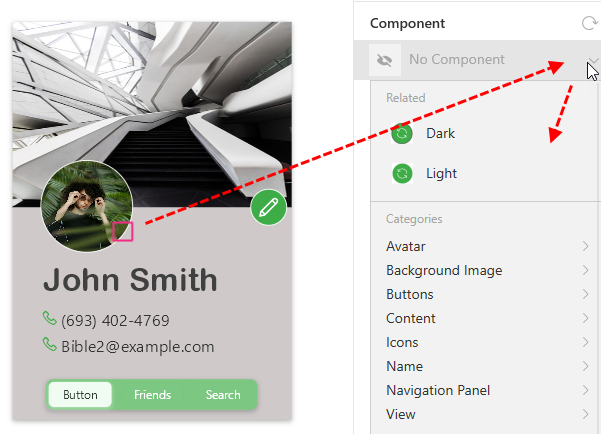 John Smith
(693) 402-4769
Bible2@example.com
Button Friends Search
Component
No Component
Related
Dark
Light
Categories
Avatar
Background Image
Buttons
Content
Icons
Name
Navigation Panel
View